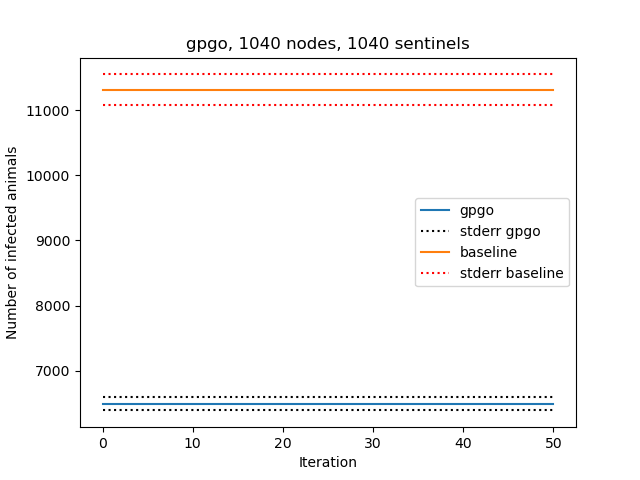 gpgo, 1040 nodes, 1040 sentinels
11000
10000
9000
8000
7000
Number of infected animals
gpgo
stderr gpgo
baseline
stderr baseline
0 10 20 30 40 50
Iteration